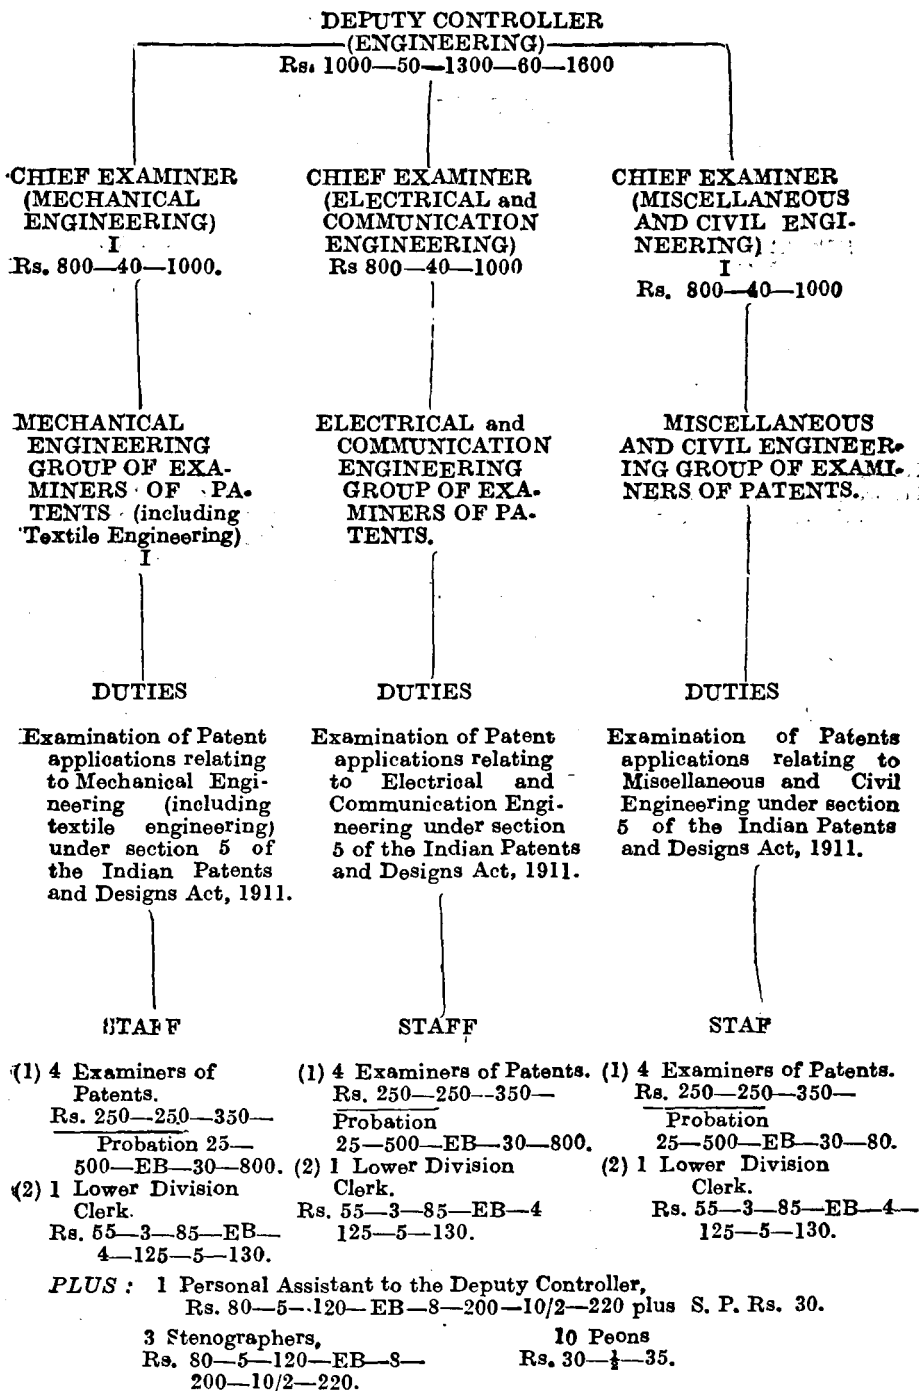 DEPUTY CONTROLLER
(ENGINEERING)
Rs. 1000—50—1300—60—1600
CHIEF EXAMINER
(MECHANICAL
ENGINEERING)
I
Rs. 800—40—1000.
CHIEF EXAMINER
(ELECTRICAL and
COMMUNICATION
ENGINEERING)
Rs 800—40—1000
CHIEF EXAMINER
(MISCELLANEOUS
AND CIVIL ENGI-
NEERING)
I
Rs. 800—40—1000
MECHANICAL
ENGINEERING
GROUP OF EXA-
MINERS OF PA-
TENTS (including
Textile Engineering)
I
ELECTRICAL and
COMMUNICATION
ENGINEERING
GROUP OF EXA-
MINERS OF PA-
TENTS.
MISCELLANEOUS
AND CIVIL ENGINEER-
ING GROUP OF EXAMI-
NERS OF PATENTS.
DUTIES
Examination of Patent
applications relating
to Mechanical Engi-
neering (including
textile engineering)
under section 5 of
the Indian Patents
and Designs Act, 1911.
DUTIES
Examination of Patent
applications relating
to Electrical and
Communication Engi-
neering under section
5 of the Indian Patents
and Designs Act, 1911.
DUTIES
Examination of Patents
applications relating to
Miscellaneous and Civil
Engineering under section
5 of the Indian Patents
and Designs Act, 1911.
STAFF
(1) 4 Examiners of
Patents.
Rs. 250—250—350—
Probation 25—
500—EB—30—800.
(2) 1 Lower Division
Clerk.
Rs. 55—3—85—EB—
4—125—5—130.
STAFF
(1) 4 Examiners of Patents.
Rs. 250—250—350—
Probation
25—500—EB—30—800.
(2) 1 Lower Division
Clerk.
Rs. 55—3—85—EB—4
125—5—130.
STAF
(1) 4 Examiners of Patents.
Rs. 250—250—350—
Probation
25—500—EB—30—80.
(2) 1 Lower Division
Clerk.
Rs. 55—3—85—EB—4—
125—5—130.
PLUS : 1 Personal Assistant to the Deputy Controller,
Rs. 80—5—120—EB—8—200—10/2—220 plus S. P. Rs. 30.
3 Stenographers,
Rs. 80—5—120—EB—8—
200—10/2—220.
10 Peons
Rs. 30—½—35.